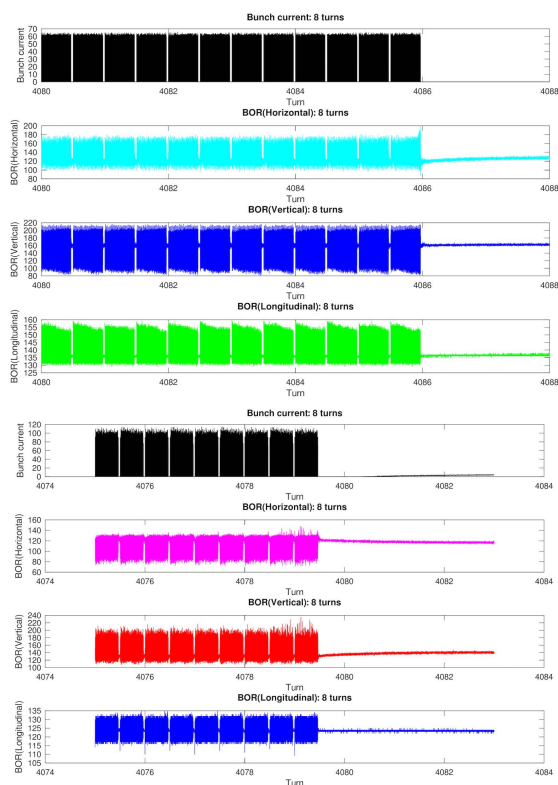 Bunch current: 8 turns
Bunch current
70
60
50
40
30
20
10
0
4080 4082 4084 4086 4088
Turn
BOR(Horizontal): 8 turns
BOR(Horizontal)
200
180
160
140
120
100
80
4080 4082 4084 4086 4088
Turn
BOR(Vertical): 8 turns
BOR(Vertical)
220
200
180
160
140
120
100
80
4080 4082 4084 4086 4088
Turn
BOR(Longitudinal): 8 turns
BOR(Longitudinal)
160
155
150
145
140
135
130
125
4080 4082 4084 4086 4088
Turn
Bunch current: 8 turns
Bunch current
120
100
80
60
40
20
0
4074 4076 4078 4080 4082 4084
Turn
BOR(Horizontal): 8 turns
BOR(Horizontal)
160
140
120
100
80
60
4074 4076 4078 4080 4082 4084
Turn
BOR(Vertical): 8 turns
BOR(Vertical)
240
220
200
180
160
140
120
100
4074 4076 4078 4080 4082 4084
Turn
BOR(Longitudinal): 8 turns
BOR(Longitudinal)
135
130
125
120
115
110
105
4074 4076 4078 4080 4082 4084
Turn